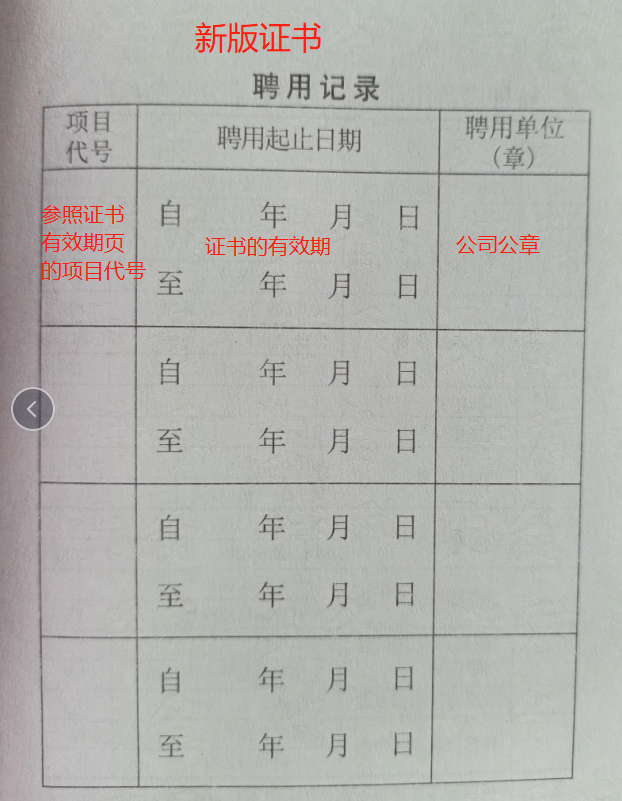 新版证书
聘用记录
项目
代号
聘用起止日期
聘用单位
（章）
参照证书
有效期页
的项目代号
自 年 月 日
证书的有效期
至 年 月 日
公司公章
自 年 月 日
至 年 月 日
自 年 月 日
至 年 月 日
自 年 月 日
至 年 月 日